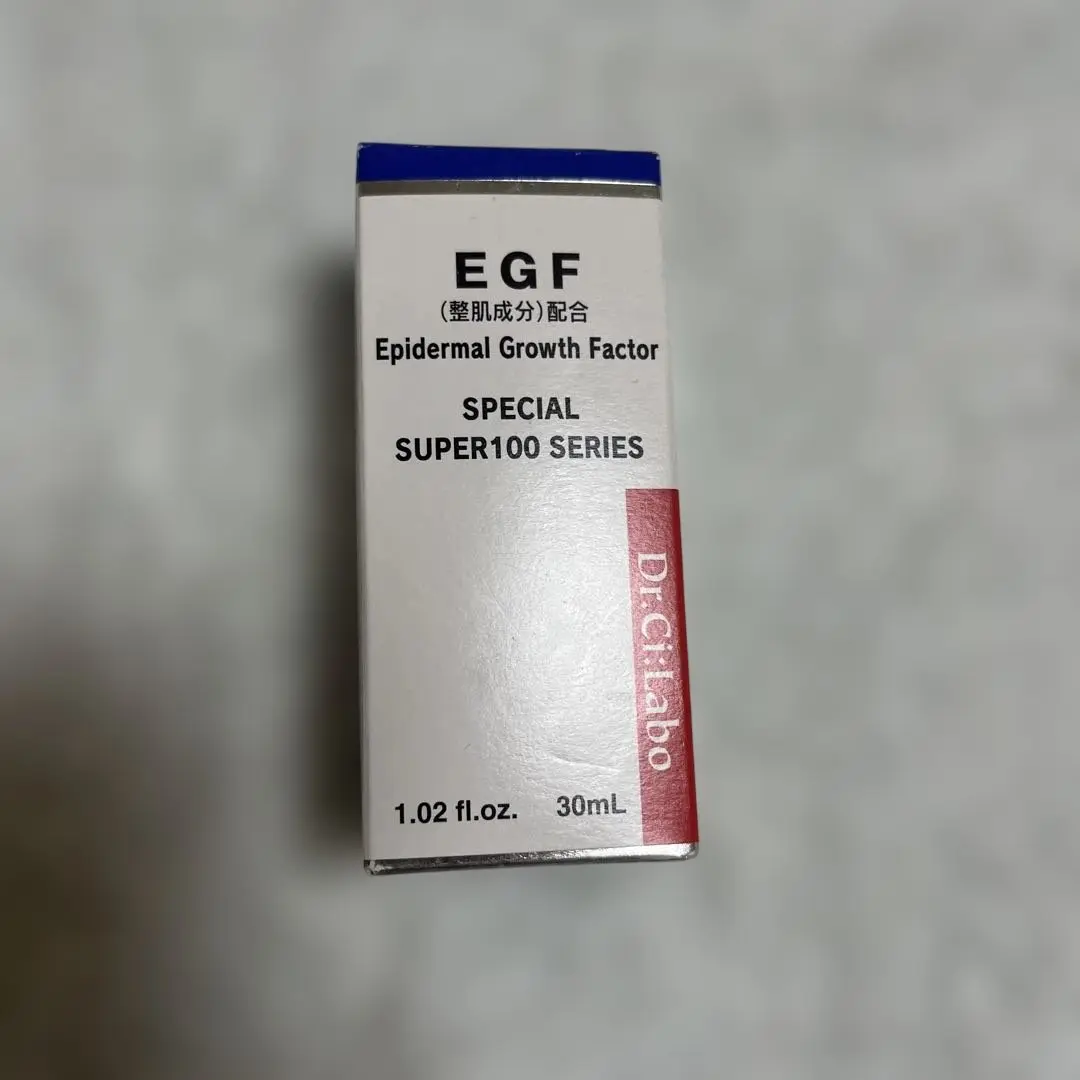 EGF
(整肌成分)配合
Epidermal Growth Factor
SPECIAL
SUPER100 SERIES
Dr.Ci:Labo
1.02 fl.oz. 30mL